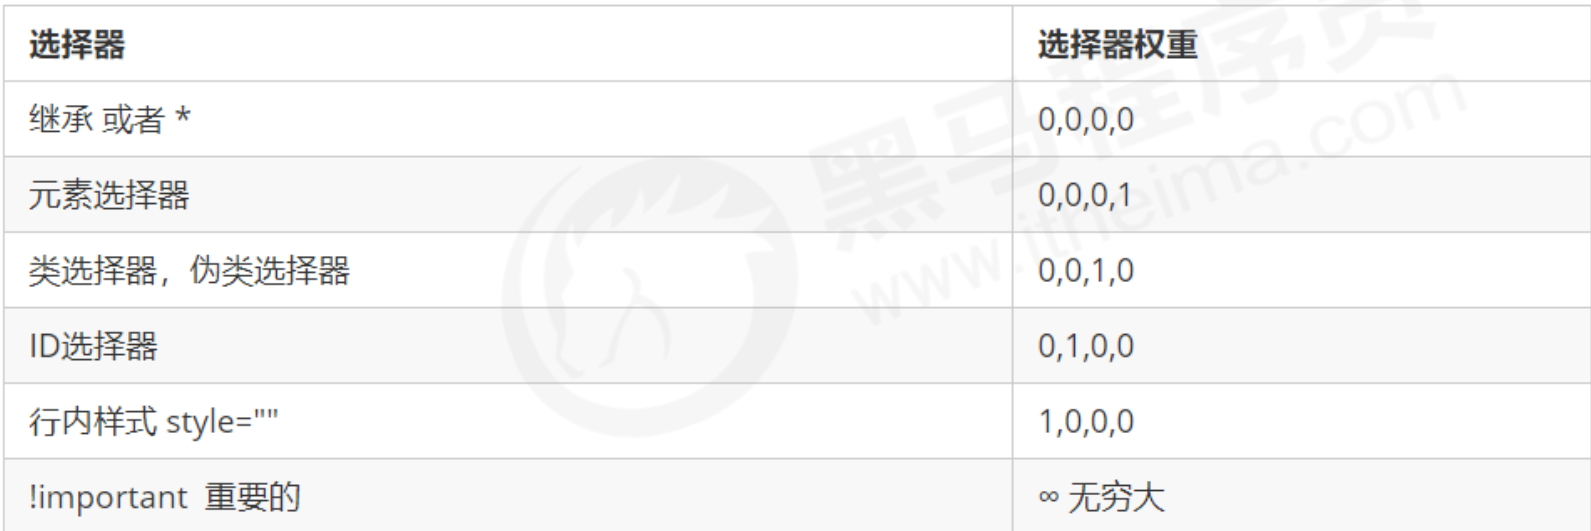 选择器 选择器权重
继承 或者 * 0,0,0,0
元素选择器 0,0,0,1
类选择器，伪类选择器 0,0,1,0
ID选择器 0,1,0,0
行内样式 style="" 1,0,0,0
!important 重要的 ∞ 无穷大
黑马程序员
www.itheima.com